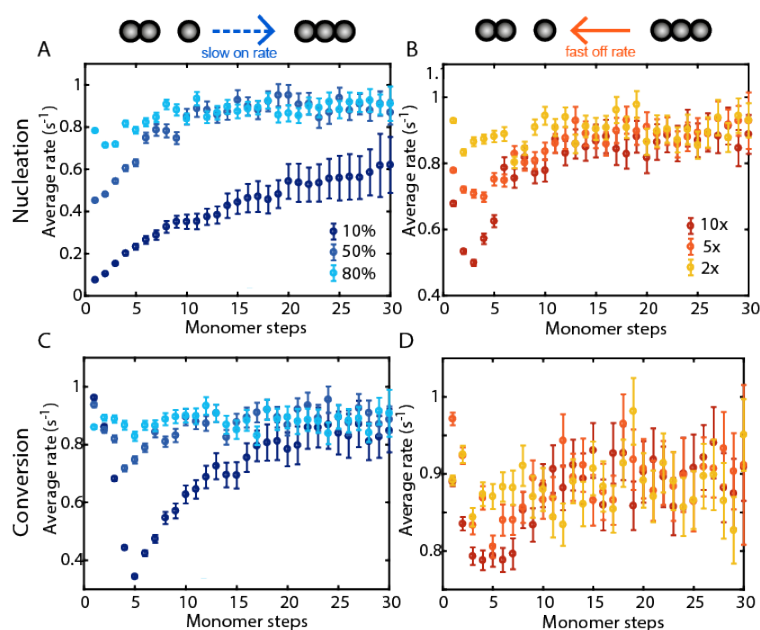 slow on rate
fast off rate
A
B
Nucleation
Average rate (s⁻¹)
1
0.8
0.6
0.4
0.2
0
10%
50%
80%
0 5 10 15 20 25 30
Monomer steps
Average rate (s⁻¹)
1.
0.8
0.6
0.4
10x
5x
2x
0 5 10 15 20 25 30
Monomer steps
C
D
Conversion
Average rate (s⁻¹)
1
0.8
0.6
0.4
0 5 10 15 20 25 30
Monomer steps
Average rate (s⁻¹)
1
0.9
0.8
0 5 10 15 20 25 30
Monomer steps